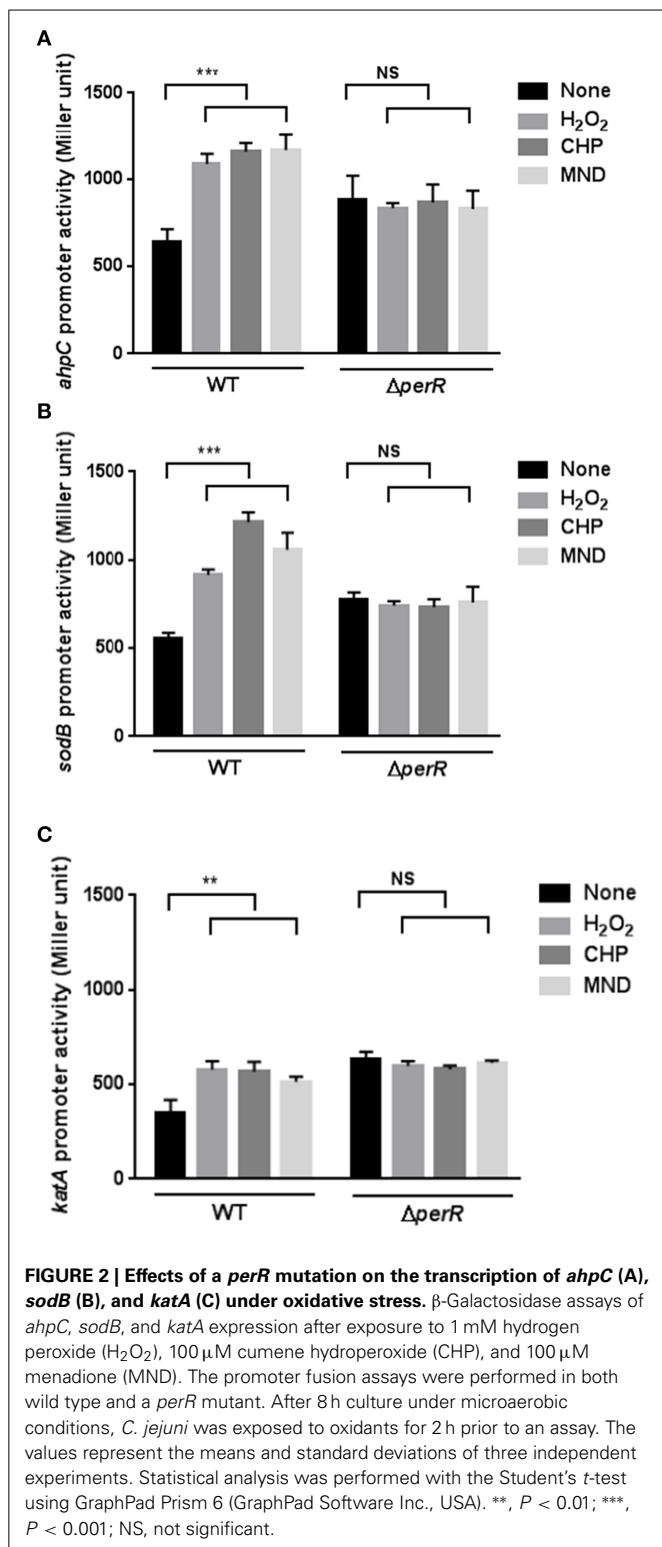 A
***
NS
None
H₂O₂
CHP
MND
1500
1000
500
0
ahpC promoter activity (Miller unit)
WT
ΔperR
B
***
NS
None
H₂O₂
CHP
MND
1500
1000
500
0
sodB promoter activity (Miller unit)
WT
ΔperR
C
**
NS
None
H₂O₂
CHP
MND
1500
1000
500
0
katA promoter activity (Miller unit)
WT
ΔperR
FIGURE 2 | Effects of a perR mutation on the transcription of ahpC (A),
sodB (B), and katA (C) under oxidative stress. β-Galactosidase assays of
ahpC, sodB, and katA expression after exposure to 1 mM hydrogen
peroxide (H₂O₂), 100 μM cumene hydroperoxide (CHP), and 100 μM
menadione (MND). The promoter fusion assays were performed in both
wild type and a perR mutant. After 8 h culture under microaerobic
conditions, C. jejuni was exposed to oxidants for 2 h prior to an assay. The
values represent the means and standard deviations of three independent
experiments. Statistical analysis was performed with the Student's t-test
using GraphPad Prism 6 (GraphPad Software Inc., USA). **, P < 0.01; ***,
P < 0.001; NS, not significant.